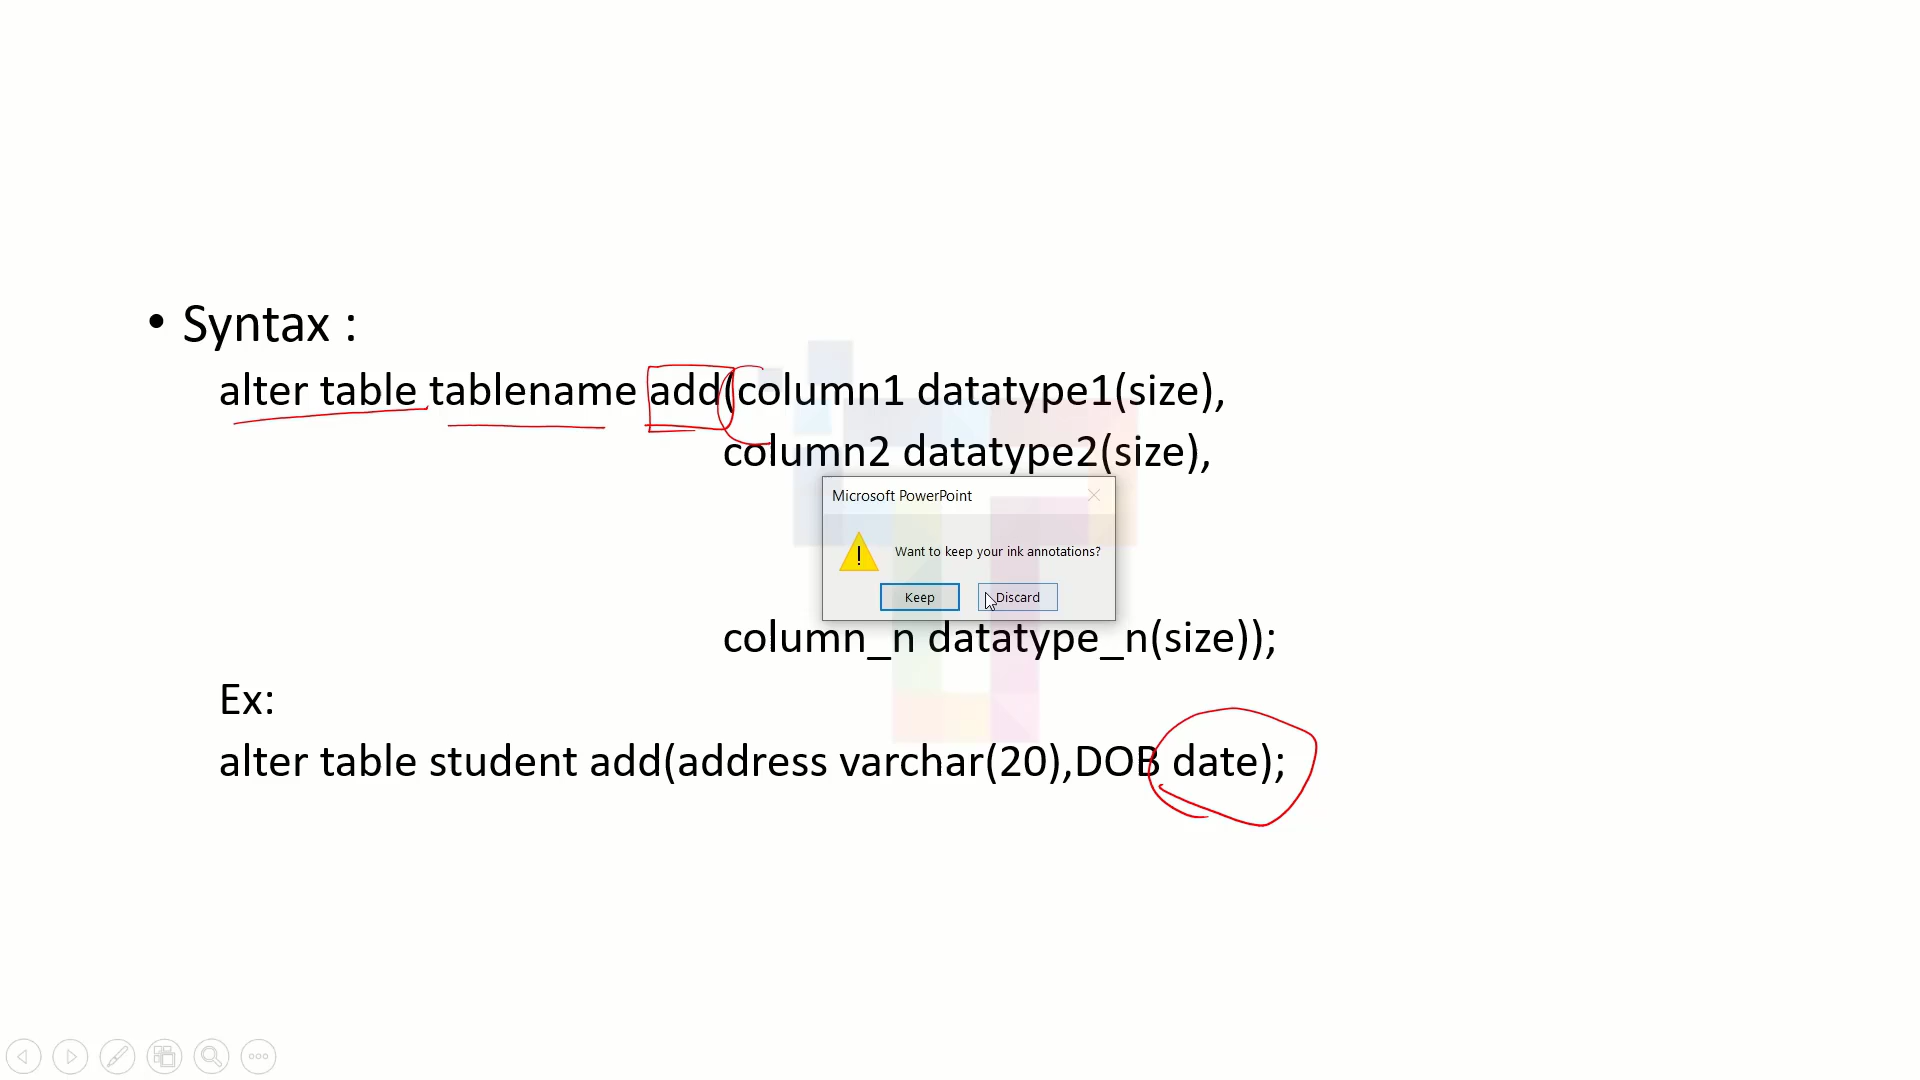 • Syntax :
alter table tablename add(column1 datatype1(size),
column2 datatype2(size),
Microsoft PowerPoint
Want to keep your ink annotations?
Keep Discard
column_n datatype_n(size));
Ex:
alter table student add(address varchar(20),DOB date);